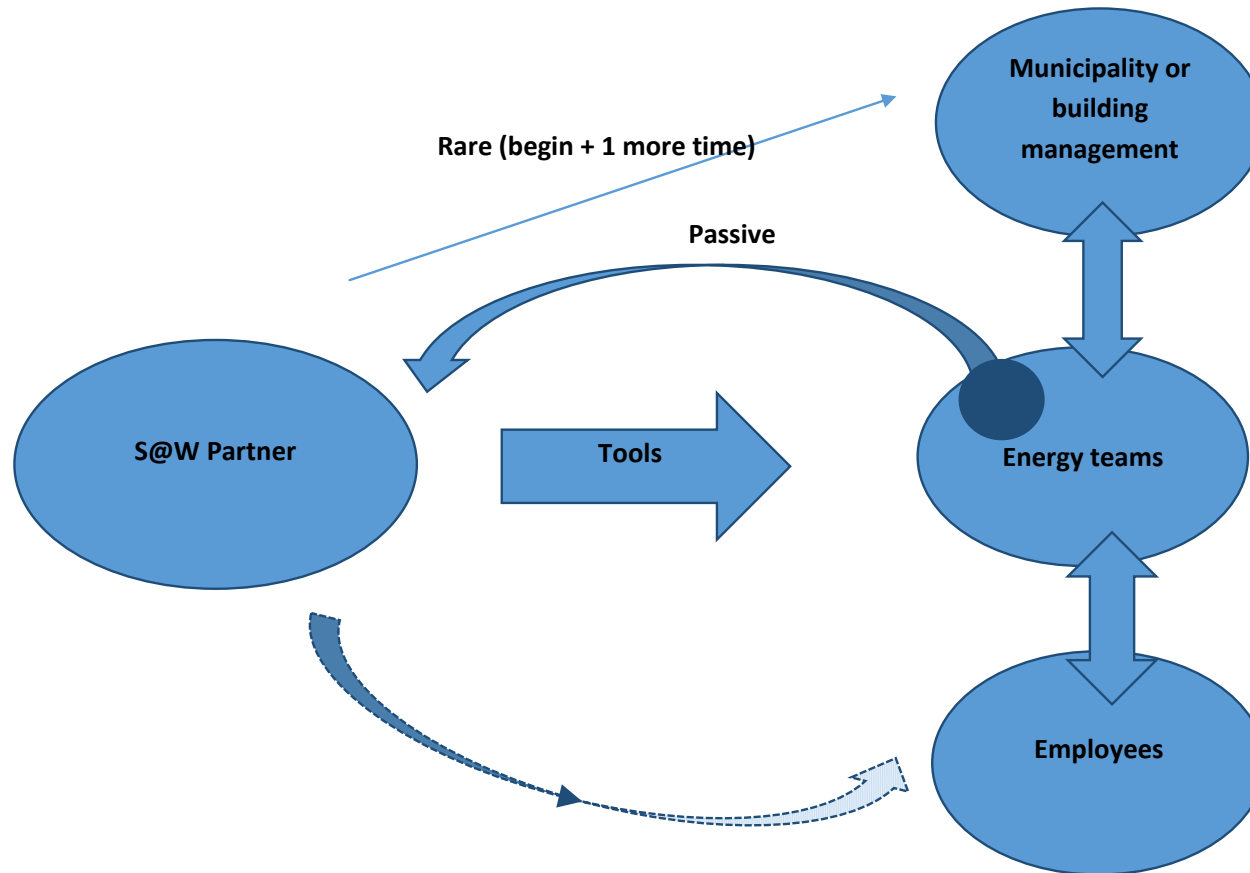 Municipality or
building
management
Rare (begin + 1 more time)
Passive
S@W Partner
Tools
Energy teams
Employees